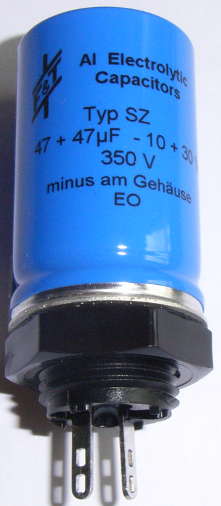 F&T
Al Electrolytic
Capacitors
Typ SZ
47 + 47µF - 10 + 30
350 V
minus am Gehäuse
EO